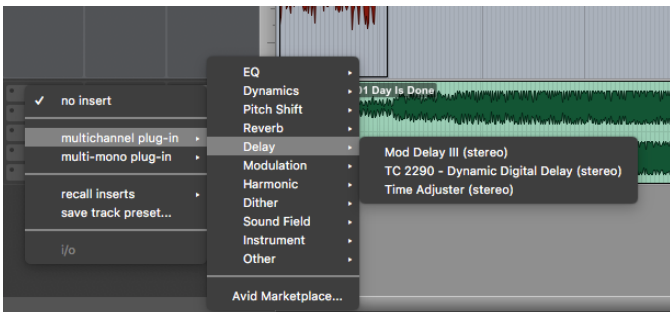 no insert
multichannel plug-in
multi-mono plug-in
recall inserts
save track preset...
i/o
EQ
Dynamics
Pitch Shift
Reverb
Delay
Modulation
Harmonic
Dither
Sound Field
Instrument
Other
Avid Marketplace...
01 Day Is Done
Mod Delay III (stereo)
TC 2290 - Dynamic Digital Delay (stereo)
Time Adjuster (stereo)